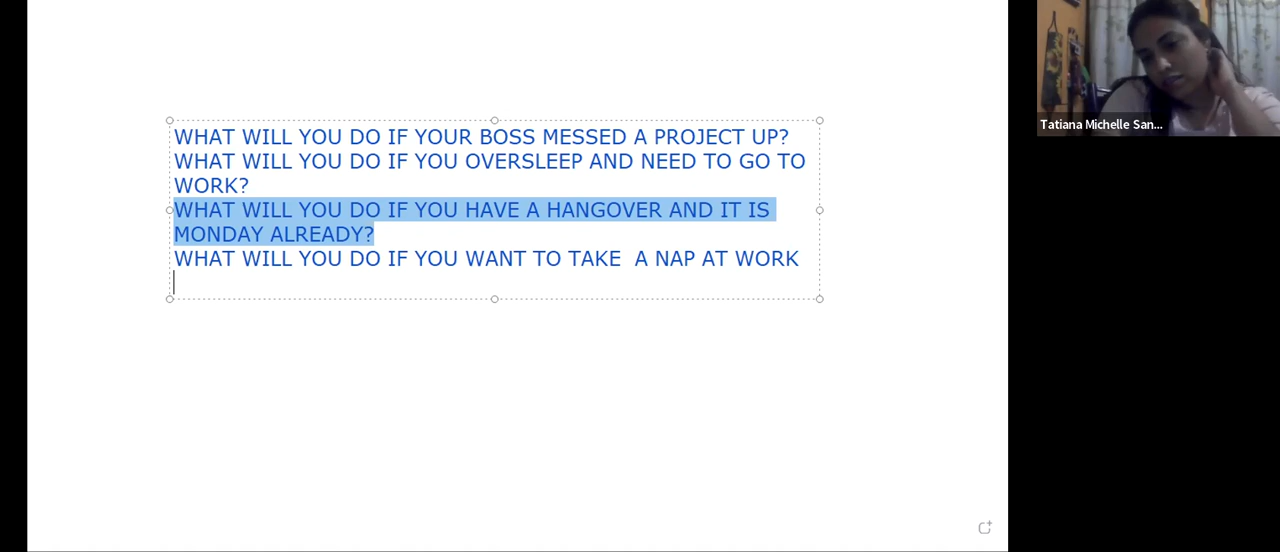 WHAT WILL YOU DO IF YOUR BOSS MESSED A PROJECT UP?
WHAT WILL YOU DO IF YOU OVERSLEEP AND NEED TO GO TO
WORK?
WHAT WILL YOU DO IF YOU HAVE A HANGOVER AND IT IS
MONDAY ALREADY?
WHAT WILL YOU DO IF YOU WANT TO TAKE  A NAP AT WORK
Tatiana Michelle San...